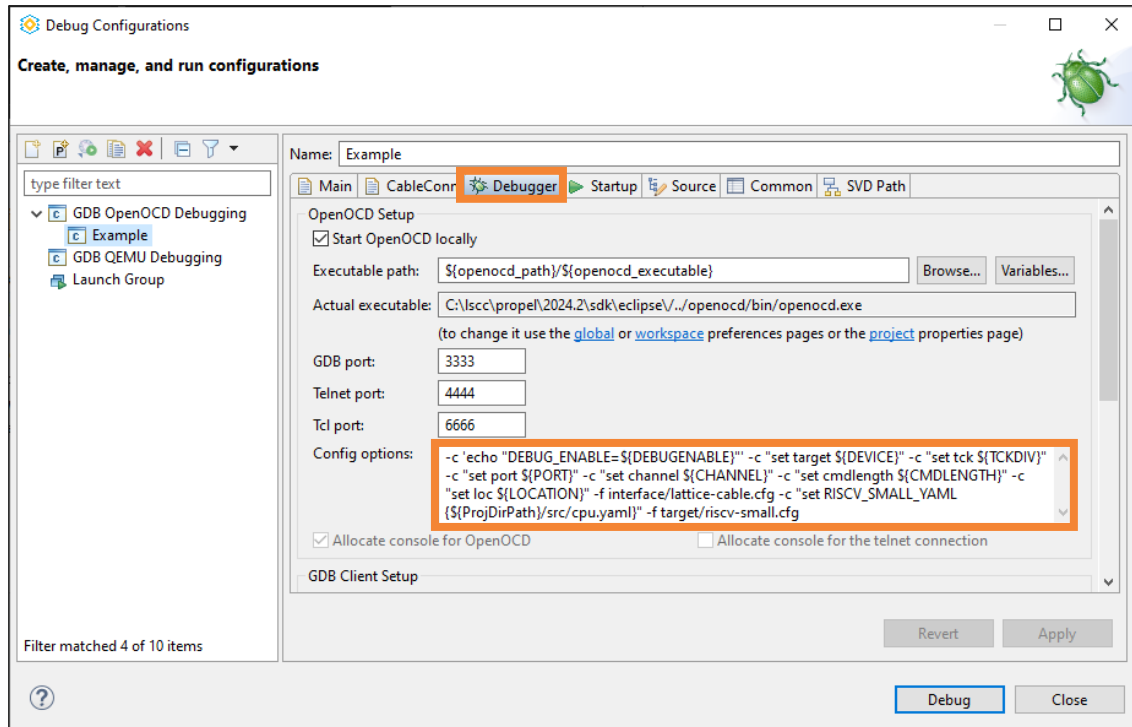 Debug Configurations
Create, manage, and run configurations
type filter text
GDB OpenOCD Debugging
Example
GDB QEMU Debugging
Launch Group
Filter matched 4 of 10 items
Name: Example
Main CableConn Debugger Startup Source Common SVD Path
OpenOCD Setup
Start OpenOCD locally
Executable path: ${openocd_path}/${openocd_executable} Browse... Variables...
Actual executable: C:\lscc\propel\2024.2\sdk\eclipse\/../openocd/bin/openocd.exe
(to change it use the global or workspace preferences pages or the project properties page)
GDB port: 3333
Telnet port: 4444
Tcl port: 6666
Config options: -c 'echo "DEBUG_ENABLE=${DEBUGENABLE}"' -c "set target ${DEVICE}" -c "set tck ${TCKDIV}"
-c "set port ${PORT}" -c "set channel ${CHANNEL}" -c "set cmdlength ${CMDLENGTH}" -c
"set loc ${LOCATION}" -f interface/lattice-cable.cfg -c "set RISCV_SMALL_YAML
{${ProjDirPath}/src/cpu.yaml}" -f target/riscv-small.cfg
Allocate console for OpenOCD Allocate console for the telnet connection
GDB Client Setup
Revert Apply
? Debug Close